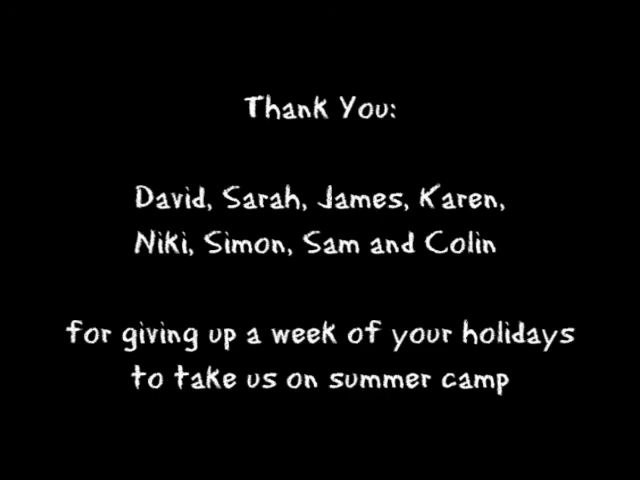 Thank You:
David, Sarah, James, Karen,
Niki, Simon, Sam and Colin
for giving up a week of your holidays
to take us on summer camp